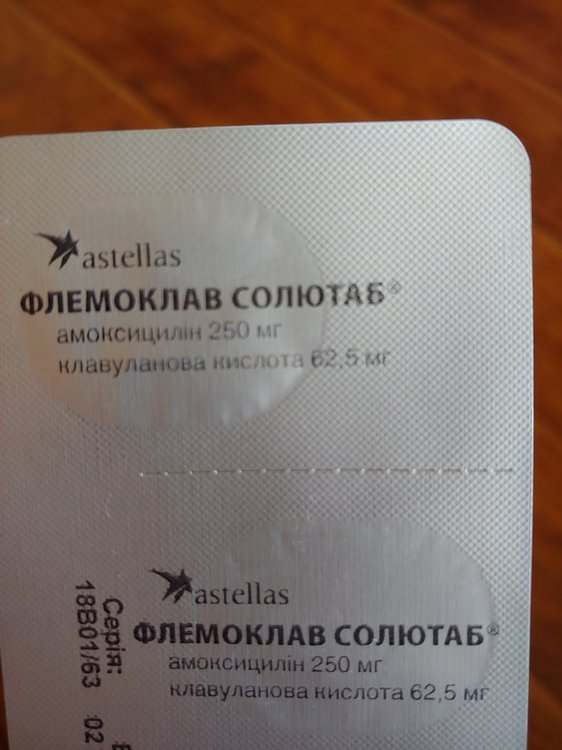 astellas
ФЛЕМОКЛАВ СОЛЮТАБ®
амоксицилін 250 мг
клавуланова кислота 62,5 мг
astellas
ФЛЕМОКЛАВ СОЛЮТАБ®
амоксицилін 250 мг
клавуланова кислота 62,5 мг
Серія:
18B01/63 02